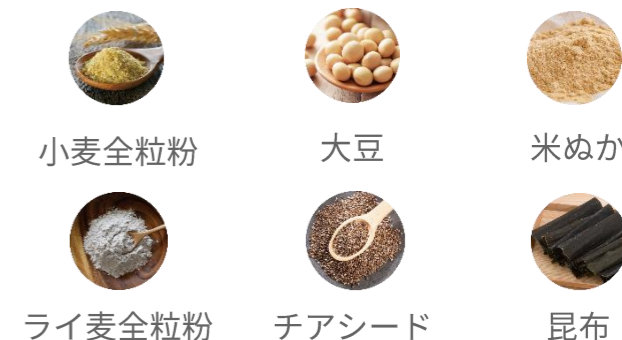 小麦全粒粉
大豆
米ぬか
ライ麦全粒粉
チアシード
昆布